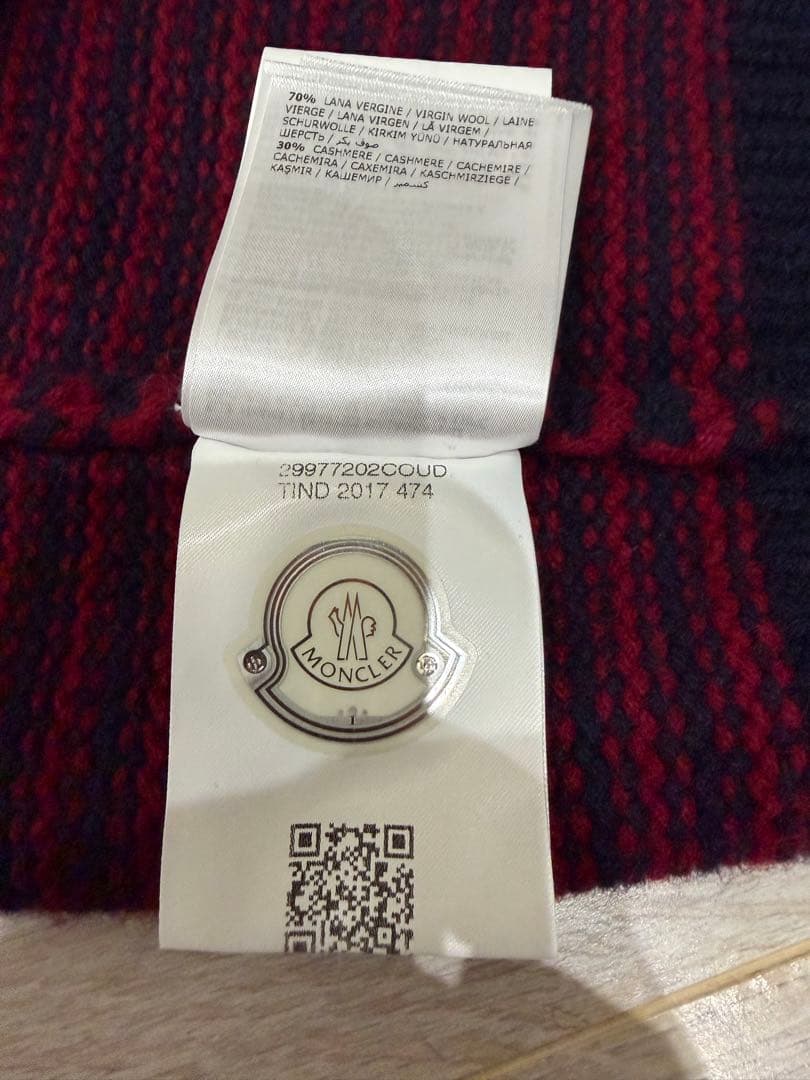 70% LANA VERGINE / VIRGIN WOOL / LAINE
VIERGE / LANA VIRGEN / LÃ VIRGEM /
SCHURWOLLE / KIRKIM YÜNÜ / НАТУРАЛЬНАЯ
ШЕРСТЬ / صوف بكر
30% CASHMERE / CASHMERE / CACHEMIRE /
CACHEMIRA / CAXEMIRA / KASCHMIRZIEGE /
KAŞMIR / КАШЕМИР / كشمير
29977202COUD
TIND 2017 474
MONCLER